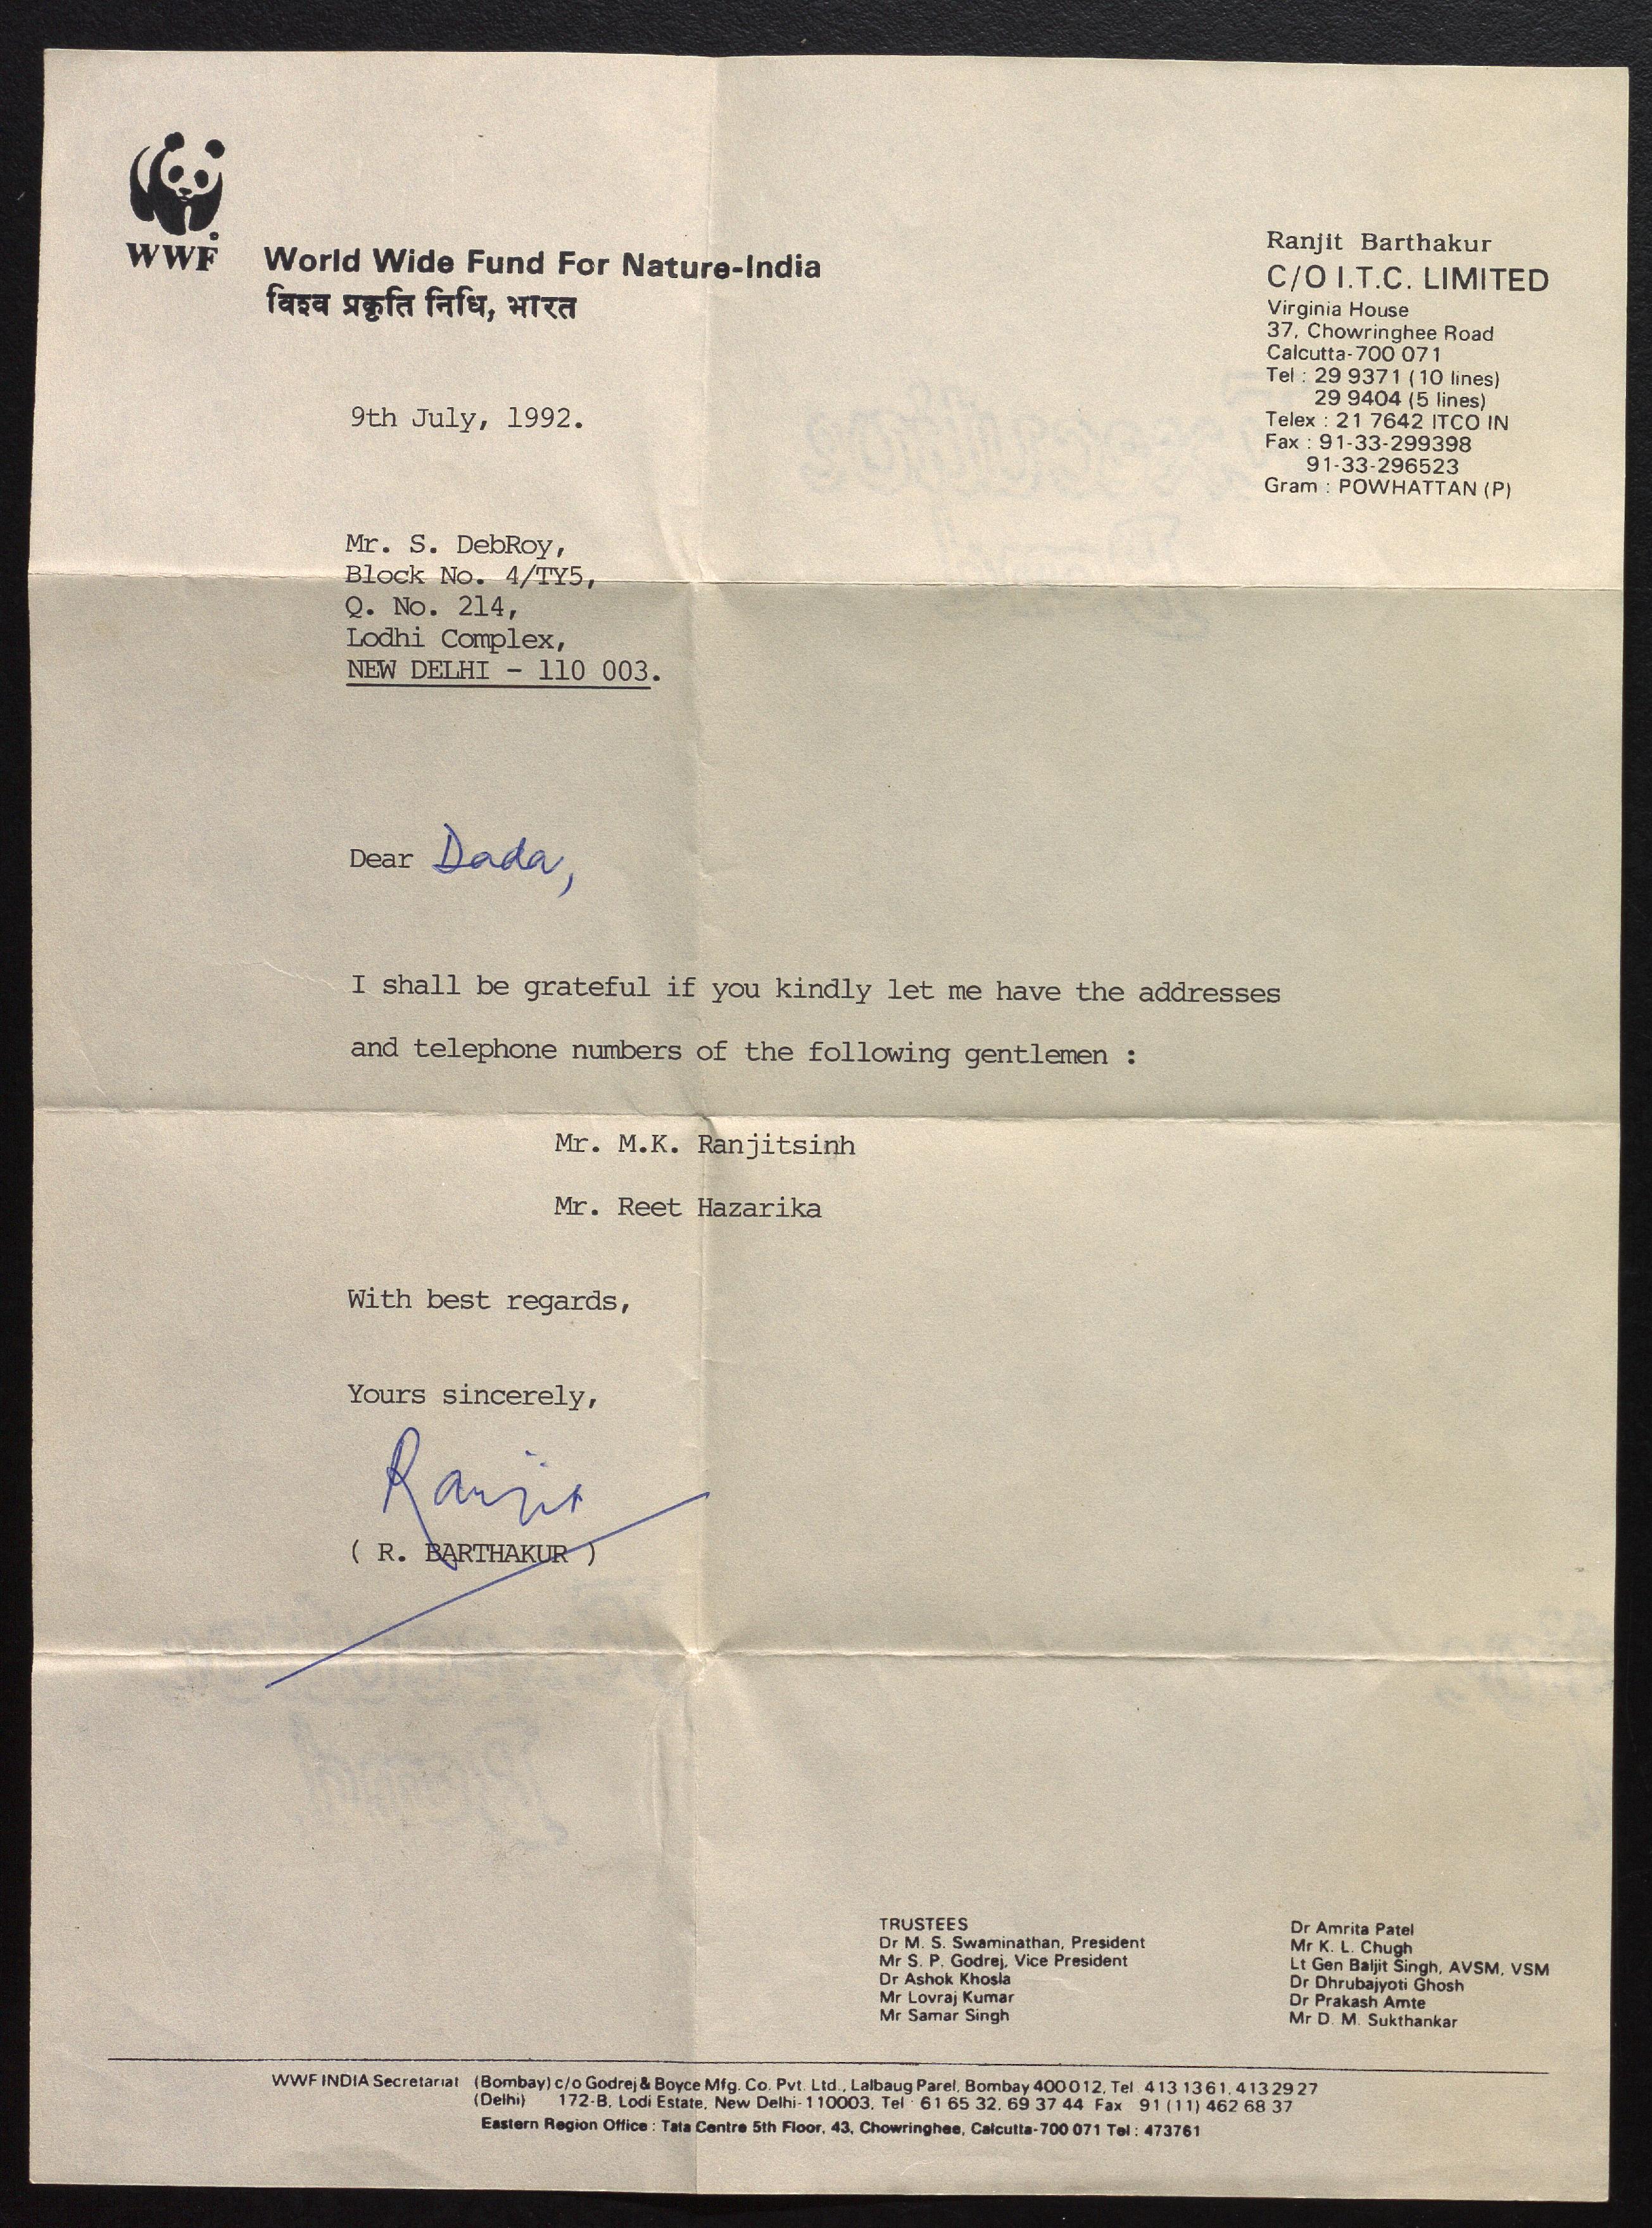 WWF
World Wide Fund For Nature-India
विश्व प्रकृति निधि, भारत
Ranjit Barthakur
C/O I.T.C. LIMITED
Virginia House
37, Chowringhee Road
Calcutta-700 071
Tel : 29 9371 (10 lines)
29 9404 (5 lines)
Telex : 21 7642 ITCO IN
Fax : 91-33-299398
91-33-296523
Gram : POWHATTAN (P)
9th July, 1992.
Mr. S. DebRoy,
Block No. 4/TY5,
Q. No. 214,
Lodhi Complex,
NEW DELHI - 110 003.
Dear Dada,
I shall be grateful if you kindly let me have the addresses
and telephone numbers of the following gentlemen :
Mr. M.K. Ranjitsinh
Mr. Reet Hazarika
With best regards,
Yours sincerely,
Ranjit
( R. BARTHAKUR )
TRUSTEES
Dr M. S. Swaminathan, President
Mr S. P. Godrej, Vice President
Dr Ashok Khosla
Mr Lovraj Kumar
Mr Samar Singh
Dr Amrita Patel
Mr K. L. Chugh
Lt Gen Baljit Singh, AVSM, VSM
Dr Dhrubajyoti Ghosh
Dr Prakash Amte
Mr D. M. Sukthankar
WWF INDIA Secretariat (Bombay) c/o Godrej & Boyce Mfg. Co. Pvt. Ltd., Lalbaug Parel, Bombay 400 012, Tel 413 13 61, 413 29 27
(Delhi) 172-B, Lodi Estate, New Delhi-110003, Tel 61 65 32, 69 37 44 Fax 91 (11) 462 68 37
Eastern Region Office : Tata Centre 5th Floor, 43, Chowringhee, Calcutta-700 071 Tel : 473761